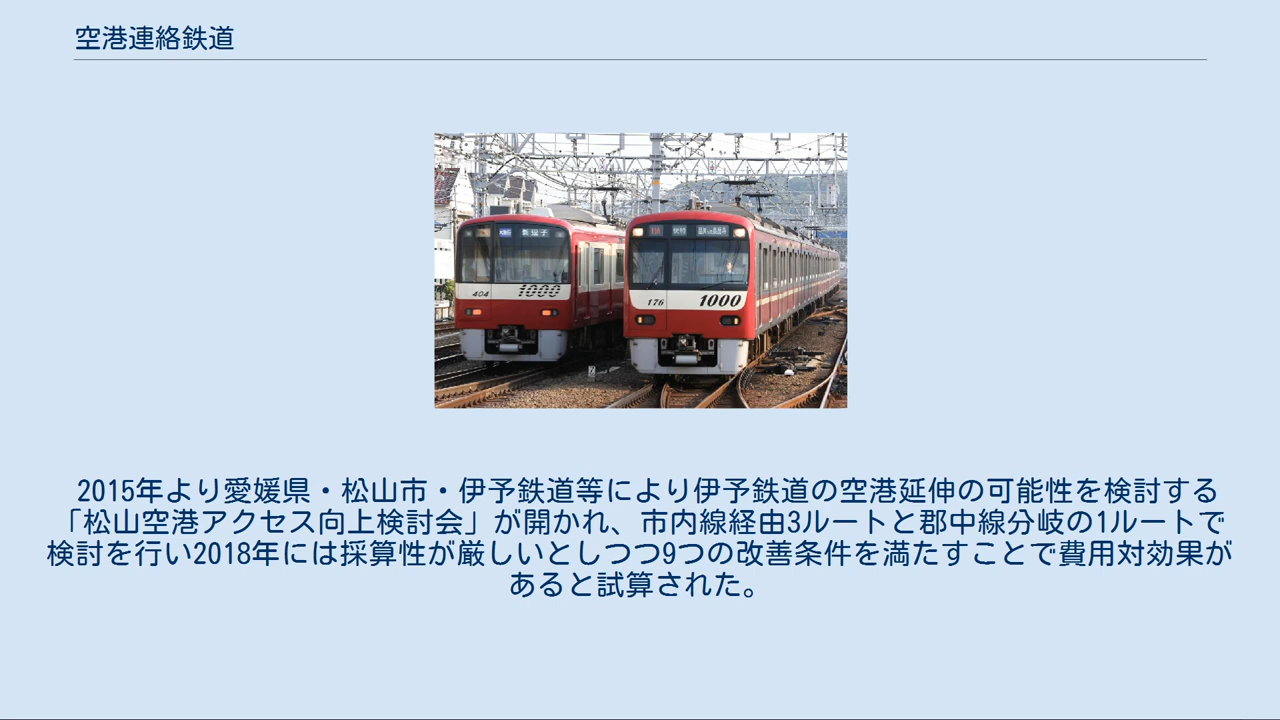 空港連絡鉄道
新逗子
404
1000
176
1000
2015年より愛媛県・松山市・伊予鉄道等により伊予鉄道の空港延伸の可能性を検討する
「松山空港アクセス向上検討会」が開かれ、市内線経由3ルートと郡中線分岐の1ルートで
検討を行い2018年には採算性が厳しいとしつつ9つの改善条件を満たすことで費用対効果が
あると試算された。